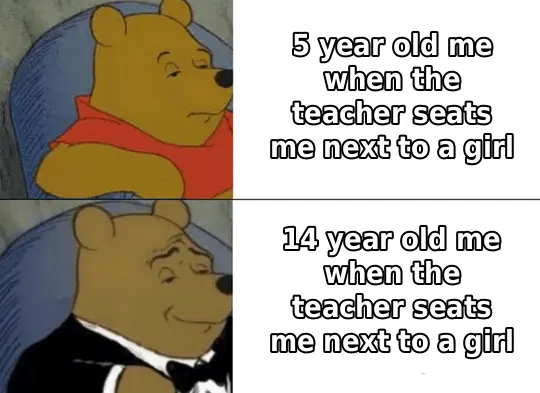 5 year old me
when the
teacher seats
me next to a girl
14 year old me
when the
teacher seats
me next to a girl